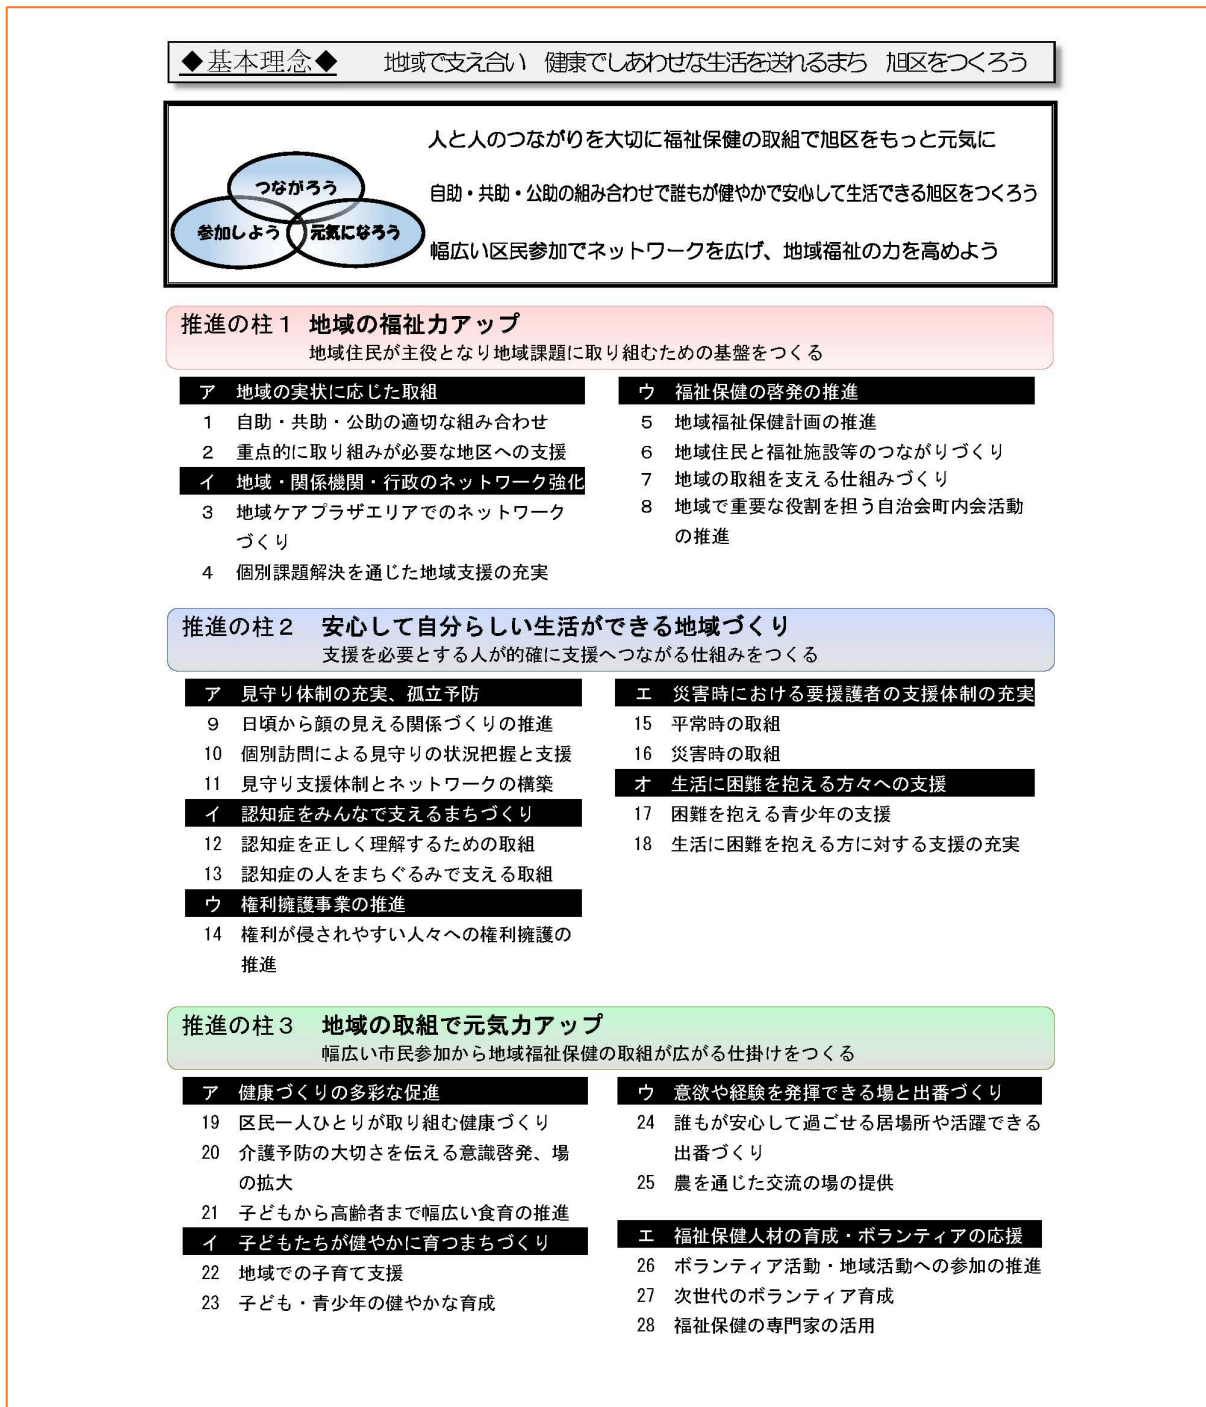 ◆基本理念◆　地域で支え合い　健康でしあわせな生活を送れるまち　旭区をつくろう
つながろう
参加しよう
元気になろう
人と人のつながりを大切に福祉保健の取組で旭区をもっと元気に
自助・共助・公助の組み合わせで誰もが健やかで安心して生活できる旭区をつくろう
幅広い区民参加でネットワークを広げ、地域福祉の力を高めよう
推進の柱１　地域の福祉力アップ
地域住民が主役となり地域課題に取り組むための基盤をつくる
ア　地域の実状に応じた取組
1　自助・共助・公助の適切な組み合わせ
2　重点的に取り組みが必要な地区への支援
イ　地域・関係機関・行政のネットワーク強化
3　地域ケアプラザエリアでのネットワーク
づくり
4　個別課題解決を通じた地域支援の充実
ウ　福祉保健の啓発の推進
5　地域福祉保健計画の推進
6　地域住民と福祉施設等のつながりづくり
7　地域の取組を支える仕組みづくり
8　地域で重要な役割を担う自治会町内会活動
の推進
推進の柱２　安心して自分らしい生活ができる地域づくり
支援を必要とする人が的確に支援へつながる仕組みをつくる
ア　見守り体制の充実、孤立予防
9　日頃から顔の見える関係づくりの推進
10　個別訪問による見守りの状況把握と支援
11　見守り支援体制とネットワークの構築
イ　認知症をみんなで支えるまちづくり
12　認知症を正しく理解するための取組
13　認知症の人をまちぐるみで支える取組
ウ　権利擁護事業の推進
14　権利が侵されやすい人々への権利擁護の
推進
エ　災害時における要援護者の支援体制の充実
15　平常時の取組
16　災害時の取組
オ　生活に困難を抱える方々への支援
17　困難を抱える青少年の支援
18　生活に困難を抱える方に対する支援の充実
推進の柱３　地域の取組で元気力アップ
幅広い市民参加から地域福祉保健の取組が広がる仕掛けをつくる
ア　健康づくりの多彩な促進
19　区民一人ひとりが取り組む健康づくり
20　介護予防の大切さを伝える意識啓発、場
の拡大
21　子どもから高齢者まで幅広い食育の推進
イ　子どもたちが健やかに育つまちづくり
22　地域での子育て支援
23　子ども・青少年の健やかな育成
ウ　意欲や経験を発揮できる場と出番づくり
24　誰もが安心して過ごせる居場所や活躍できる
出番づくり
25　農を通じた交流の場の提供
エ　福祉保健人材の育成・ボランティアの応援
26　ボランティア活動・地域活動への参加の推進
27　次世代のボランティア育成
28　福祉保健の専門家の活用